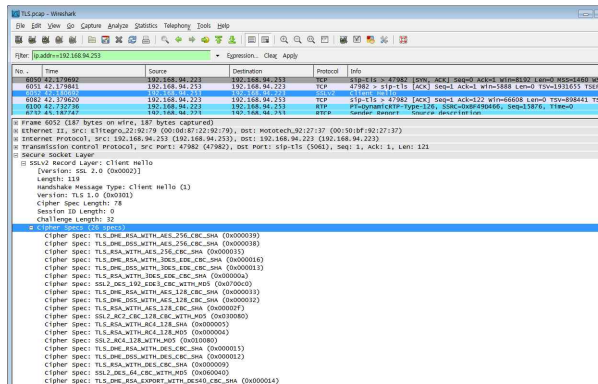 TLS.pcap - Wireshark
File Edit View Go Capture Analyze Statistics Telephony Tools Help
Filter: ip.addr==192.168.94.253 Expression... Clear Apply
No. . Time Source Destination Protocol Info
6050 42.179692 192.168.94.223 192.168.94.253 TCP sip-tls > 47982 [SYN, ACK] Seq=0 Ack=1 Win=8192 Len=0 MSS=1460
6051 42.179841 192.168.94.253 192.168.94.223 TCP 47982 > sip-tls [ACK] Seq=1 Ack=1 Win=5888 Len=0 TSV=1931655
192.168.94.253 192.168.94.223 SSLv2 Client Hello
6082 42.379620 192.168.94.223 192.168.94.253 TCP sip-tls > 47982 [ACK] Seq=1 Ack=122 Win=66608 Len=0 TSV=898441
6100 42.732736 192.168.94.223 192.168.94.253 RTP PT=DynamicRTP-Type-126, SSRC=0x8F490466, Seq=15876, Time=0
192.168.94.223 192.168.94.253 RTCP Sender Report Source description
Frame 6052 (187 bytes on wire, 187 bytes captured)
Ethernet II, Src: Elitegro_22:92:79 (00:0d:87:22:92:79), Dst: Mototech_92:27:37 (00:50:bf:92:27:37)
Internet Protocol, Src: 192.168.94.253 (192.168.94.253), Dst: 192.168.94.223 (192.168.94.223)
Transmission Control Protocol, Src Port: 47982 (47982), Dst Port: sip-tls (5061), Seq: 1, Ack: 1, Len: 121
Secure Socket Layer
SSLv2 Record Layer: Client Hello
[Version: SSL 2.0 (0x0002)]
Length: 119
Handshake Message Type: Client Hello (1)
Version: TLS 1.0 (0x0301)
Cipher Spec Length: 78
Session ID Length: 0
Challenge Length: 32
Cipher Specs (26 specs)
Cipher Spec: TLS_DHE_RSA_WITH_AES_256_CBC_SHA (0x000039)
Cipher Spec: TLS_DHE_DSS_WITH_AES_256_CBC_SHA (0x000038)
Cipher Spec: TLS_RSA_WITH_AES_256_CBC_SHA (0x000035)
Cipher Spec: TLS_DHE_RSA_WITH_3DES_EDE_CBC_SHA (0x000016)
Cipher Spec: TLS_DHE_DSS_WITH_3DES_EDE_CBC_SHA (0x000013)
Cipher Spec: TLS_RSA_WITH_3DES_EDE_CBC_SHA (0x00000a)
Cipher Spec: SSL2_DES_192_EDE3_CBC_WITH_MD5 (0x0700c0)
Cipher Spec: TLS_DHE_RSA_WITH_AES_128_CBC_SHA (0x000033)
Cipher Spec: TLS_DHE_DSS_WITH_AES_128_CBC_SHA (0x000032)
Cipher Spec: TLS_RSA_WITH_AES_128_CBC_SHA (0x00002f)
Cipher Spec: SSL2_RC2_CBC_128_CBC_WITH_MD5 (0x030080)
Cipher Spec: TLS_RSA_WITH_RC4_128_SHA (0x000005)
Cipher Spec: TLS_RSA_WITH_RC4_128_MD5 (0x000004)
Cipher Spec: SSL2_RC4_128_WITH_MD5 (0x010080)
Cipher Spec: TLS_DHE_RSA_WITH_DES_CBC_SHA (0x000015)
Cipher Spec: TLS_DHE_DSS_WITH_DES_CBC_SHA (0x000012)
Cipher Spec: TLS_RSA_WITH_DES_CBC_SHA (0x000009)
Cipher Spec: SSL2_DES_64_CBC_WITH_MD5 (0x060040)
Cipher Spec: TLS_DHE_RSA_EXPORT_WITH_DES40_CBC_SHA (0x000014)